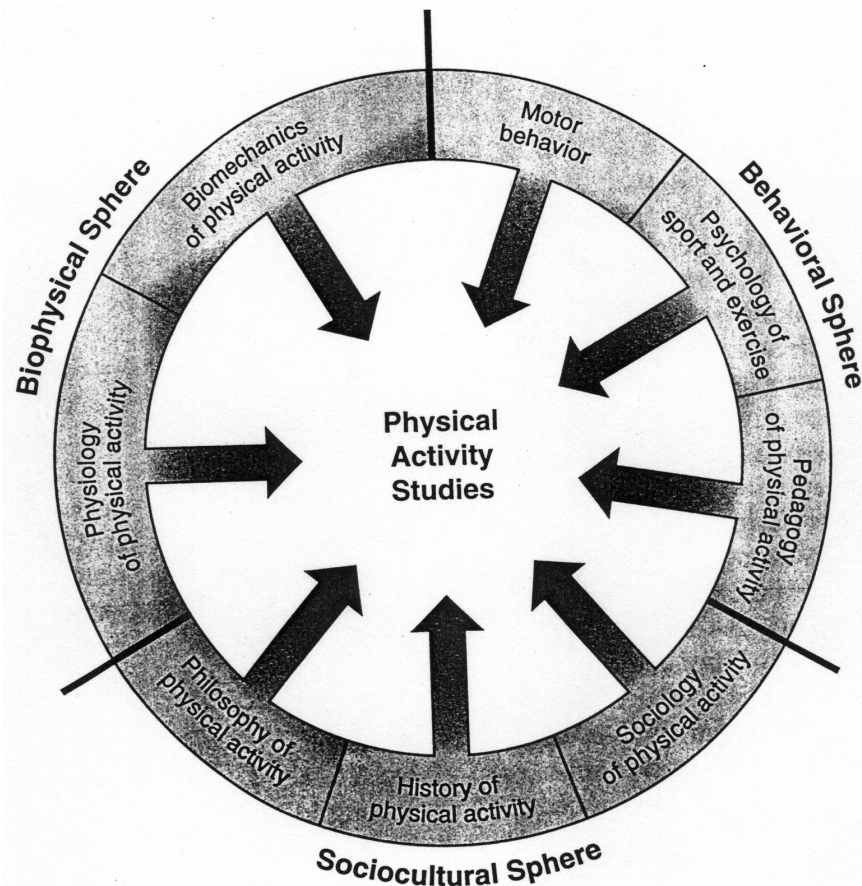 Motor
behavior
Psychology of
sport and exercise
Behavioral Sphere
Pedagogy
of physical activity
Sociology
of physical activity
History of
physical activity
Sociocultural Sphere
Philosophy of
physical activity
Physiology
of physical activity
Biophysical Sphere
Biomechanics
of physical activity
Physical
Activity
Studies